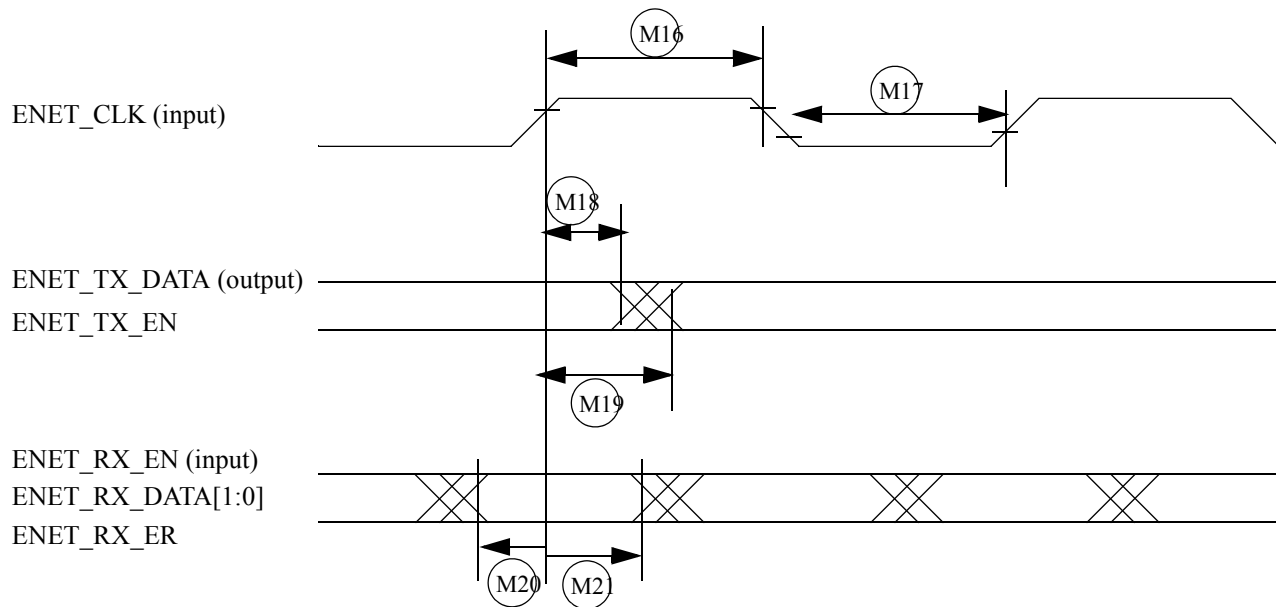 M16
ENET_CLK (input)
M17
M18
ENET_TX_DATA (output)
ENET_TX_EN
M19
ENET_RX_EN (input)
ENET_RX_DATA[1:0]
ENET_RX_ER
M20
M21